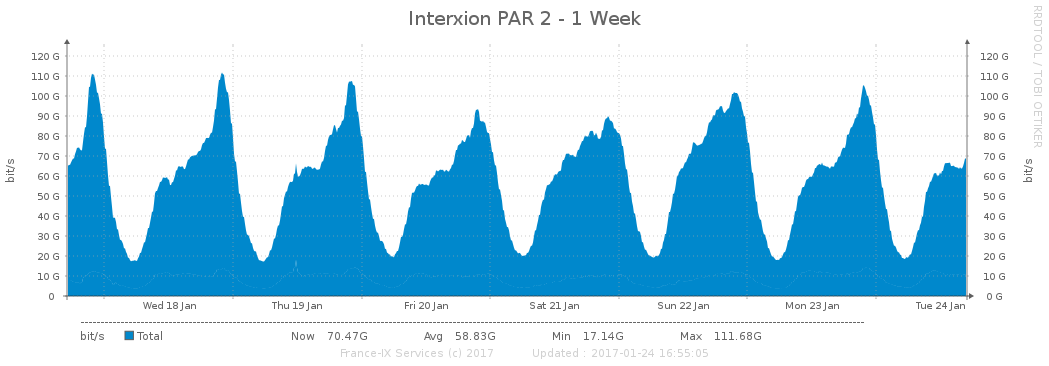 Interxion PAR 2 - 1 Week
RRDTOOL / TOBI OETIKER
120 G 120 G
110 G 110 G
100 G 100 G
90 G 90 G
80 G 80 G
70 G 70 G
60 G 60 G
50 G 50 G
40 G 40 G
30 G 30 G
20 G 20 G
10 G 10 G
0 0 G
bit/s
bit/s
Wed 18 Jan Thu 19 Jan Fri 20 Jan Sat 21 Jan Sun 22 Jan Mon 23 Jan Tue 24 Jan
bit/s Total Now 70.47G Avg 58.83G Min 17.14G Max 111.68G
France-IX Services (c) 2017 Updated : 2017-01-24 16:55:05